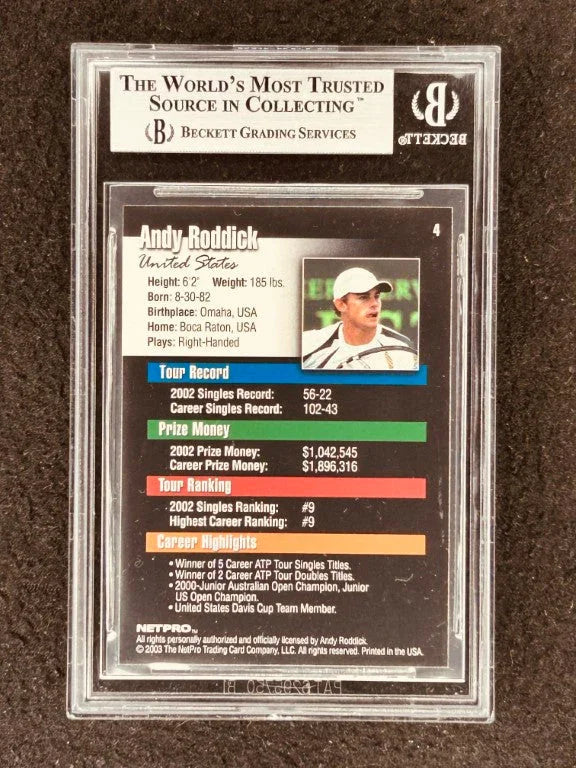 THE WORLD'S MOST TRUSTED
SOURCE IN COLLECTING™
B BECKETT GRADING SERVICES
B
BECKETT
Andy Roddick
4
United States
Height: 6'2" Weight: 185 lbs.
Born: 8-30-82
Birthplace: Omaha, USA
Home: Boca Raton, USA
Plays: Right-Handed
Tour Record
2002 Singles Record: 56-22
Career Singles Record: 102-43
Prize Money
2002 Prize Money: $1,042,545
Career Prize Money: $1,896,316
Tour Ranking
2002 Singles Ranking: #9
Highest Career Ranking: #9
Career Highlights
• Winner of 5 Career ATP Tour Singles Titles.
• Winner of 2 Career ATP Tour Doubles Titles.
• 2000-Junior Australian Open Champion, Junior
US Open Champion.
• United States Davis Cup Team Member.
NETPRO™
All rights personally authorized and officially licensed by Andy Roddick.
© 2003 The NetPro Trading Card Company, LLC. All rights reserved. Printed in the USA.